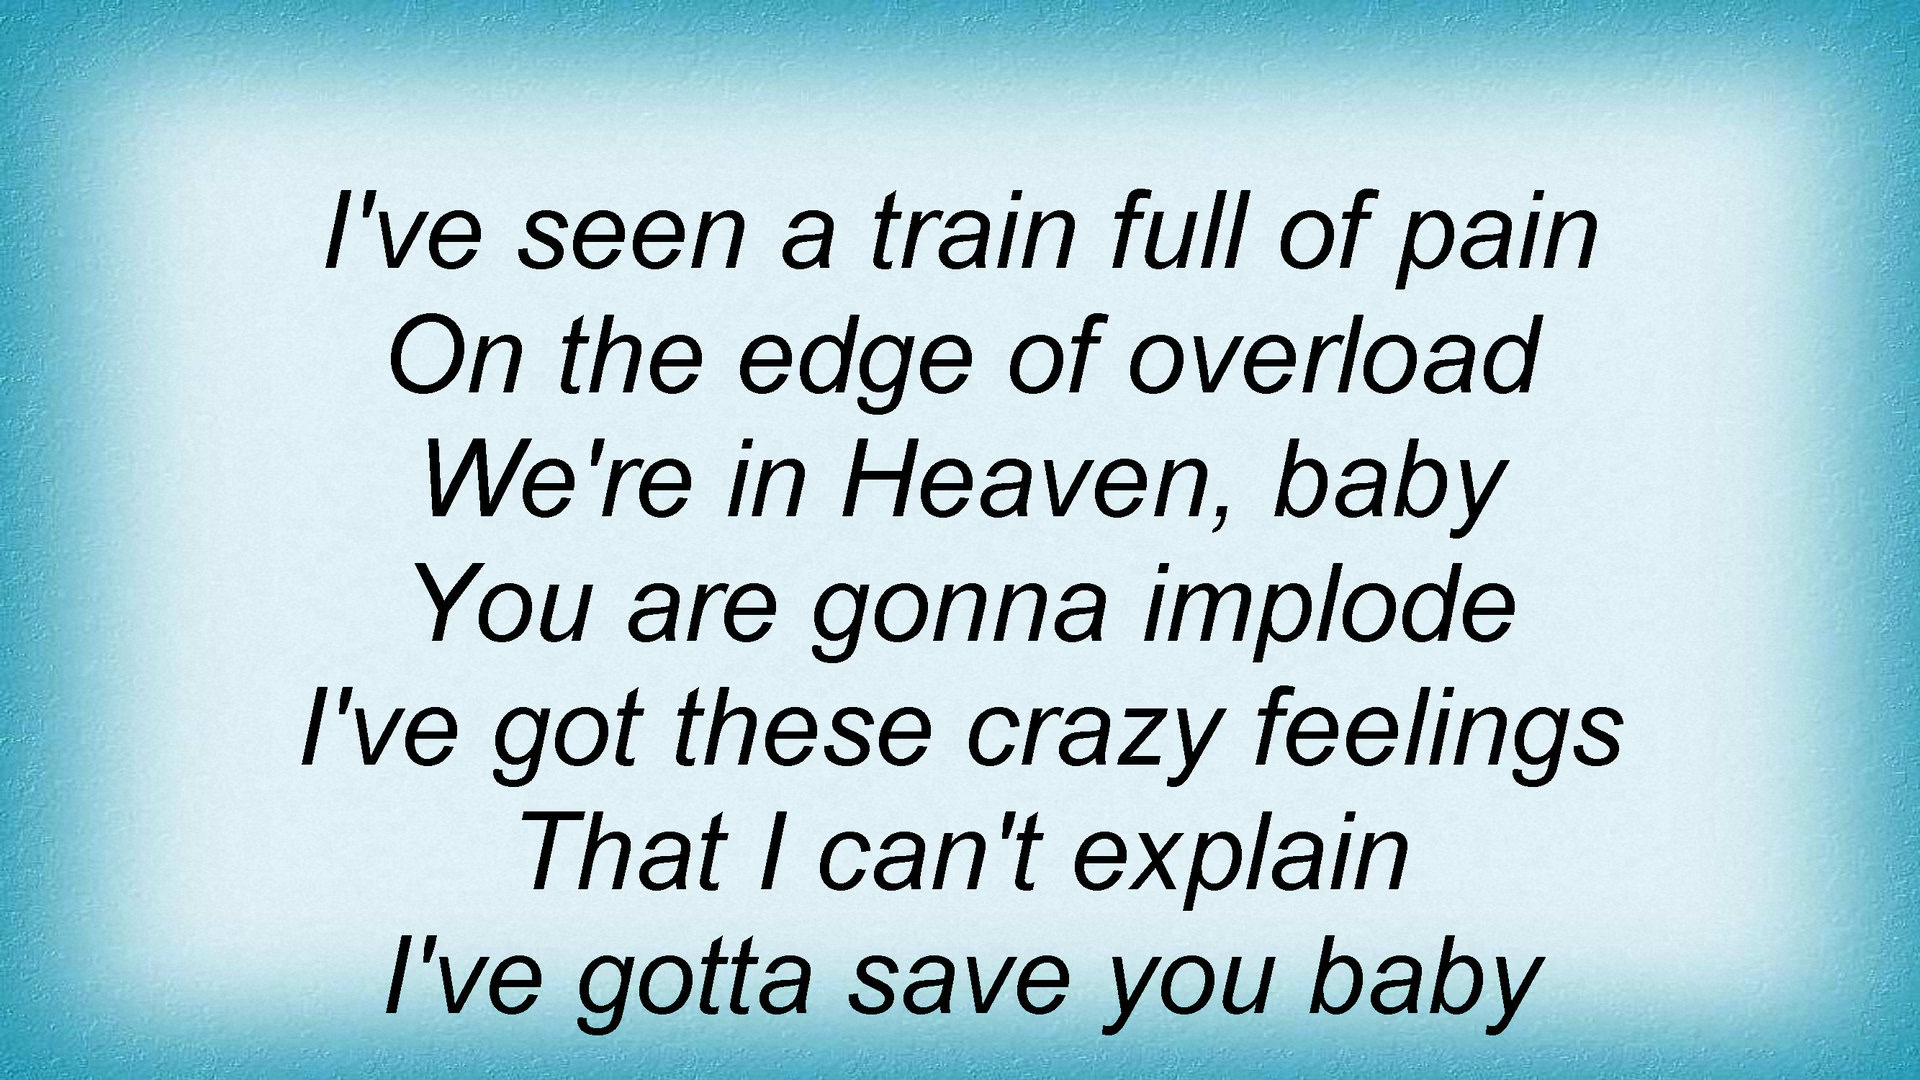 I've seen a train full of pain
On the edge of overload
We're in Heaven, baby
You are gonna implode
I've got these crazy feelings
That I can't explain
I've gotta save you baby